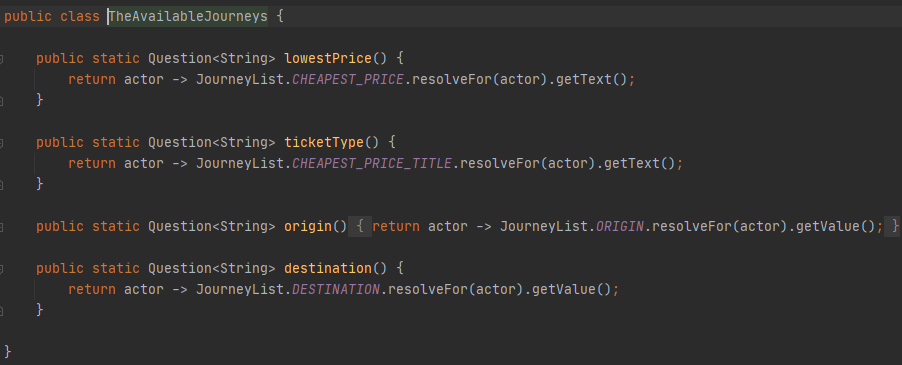 public class TheAvailableJourneys {
public static Question<String> lowestPrice() {
return actor -> JourneyList.CHEAPEST_PRICE.resolveFor(actor).getText();
}
public static Question<String> ticketType() {
return actor -> JourneyList.CHEAPEST_PRICE_TITLE.resolveFor(actor).getText();
}
public static Question<String> origin() { return actor -> JourneyList.ORIGIN.resolveFor(actor).getValue(); }
public static Question<String> destination() {
return actor -> JourneyList.DESTINATION.resolveFor(actor).getValue();
}
}